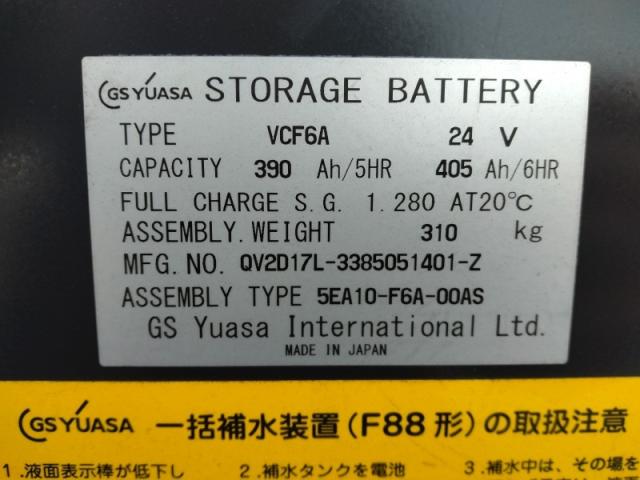 GS YUASA STORAGE BATTERY
TYPE VCF6A 24 V
CAPACITY 390 Ah/5HR 405 Ah/6HR
FULL CHARGE S.G. 1.280 AT20℃
ASSEMBLY.WEIGHT 310 kg
MFG.NO. QV2D17L-3385051401-Z
ASSEMBLY TYPE 5EA10-F6A-00AS
GS Yuasa International Ltd.
MADE IN JAPAN
GS YUASA 一括補水装置(F88形)の取扱注意
1.液面表示棒が低下し 2.補水タンクを電池 3.補水中は、その場を